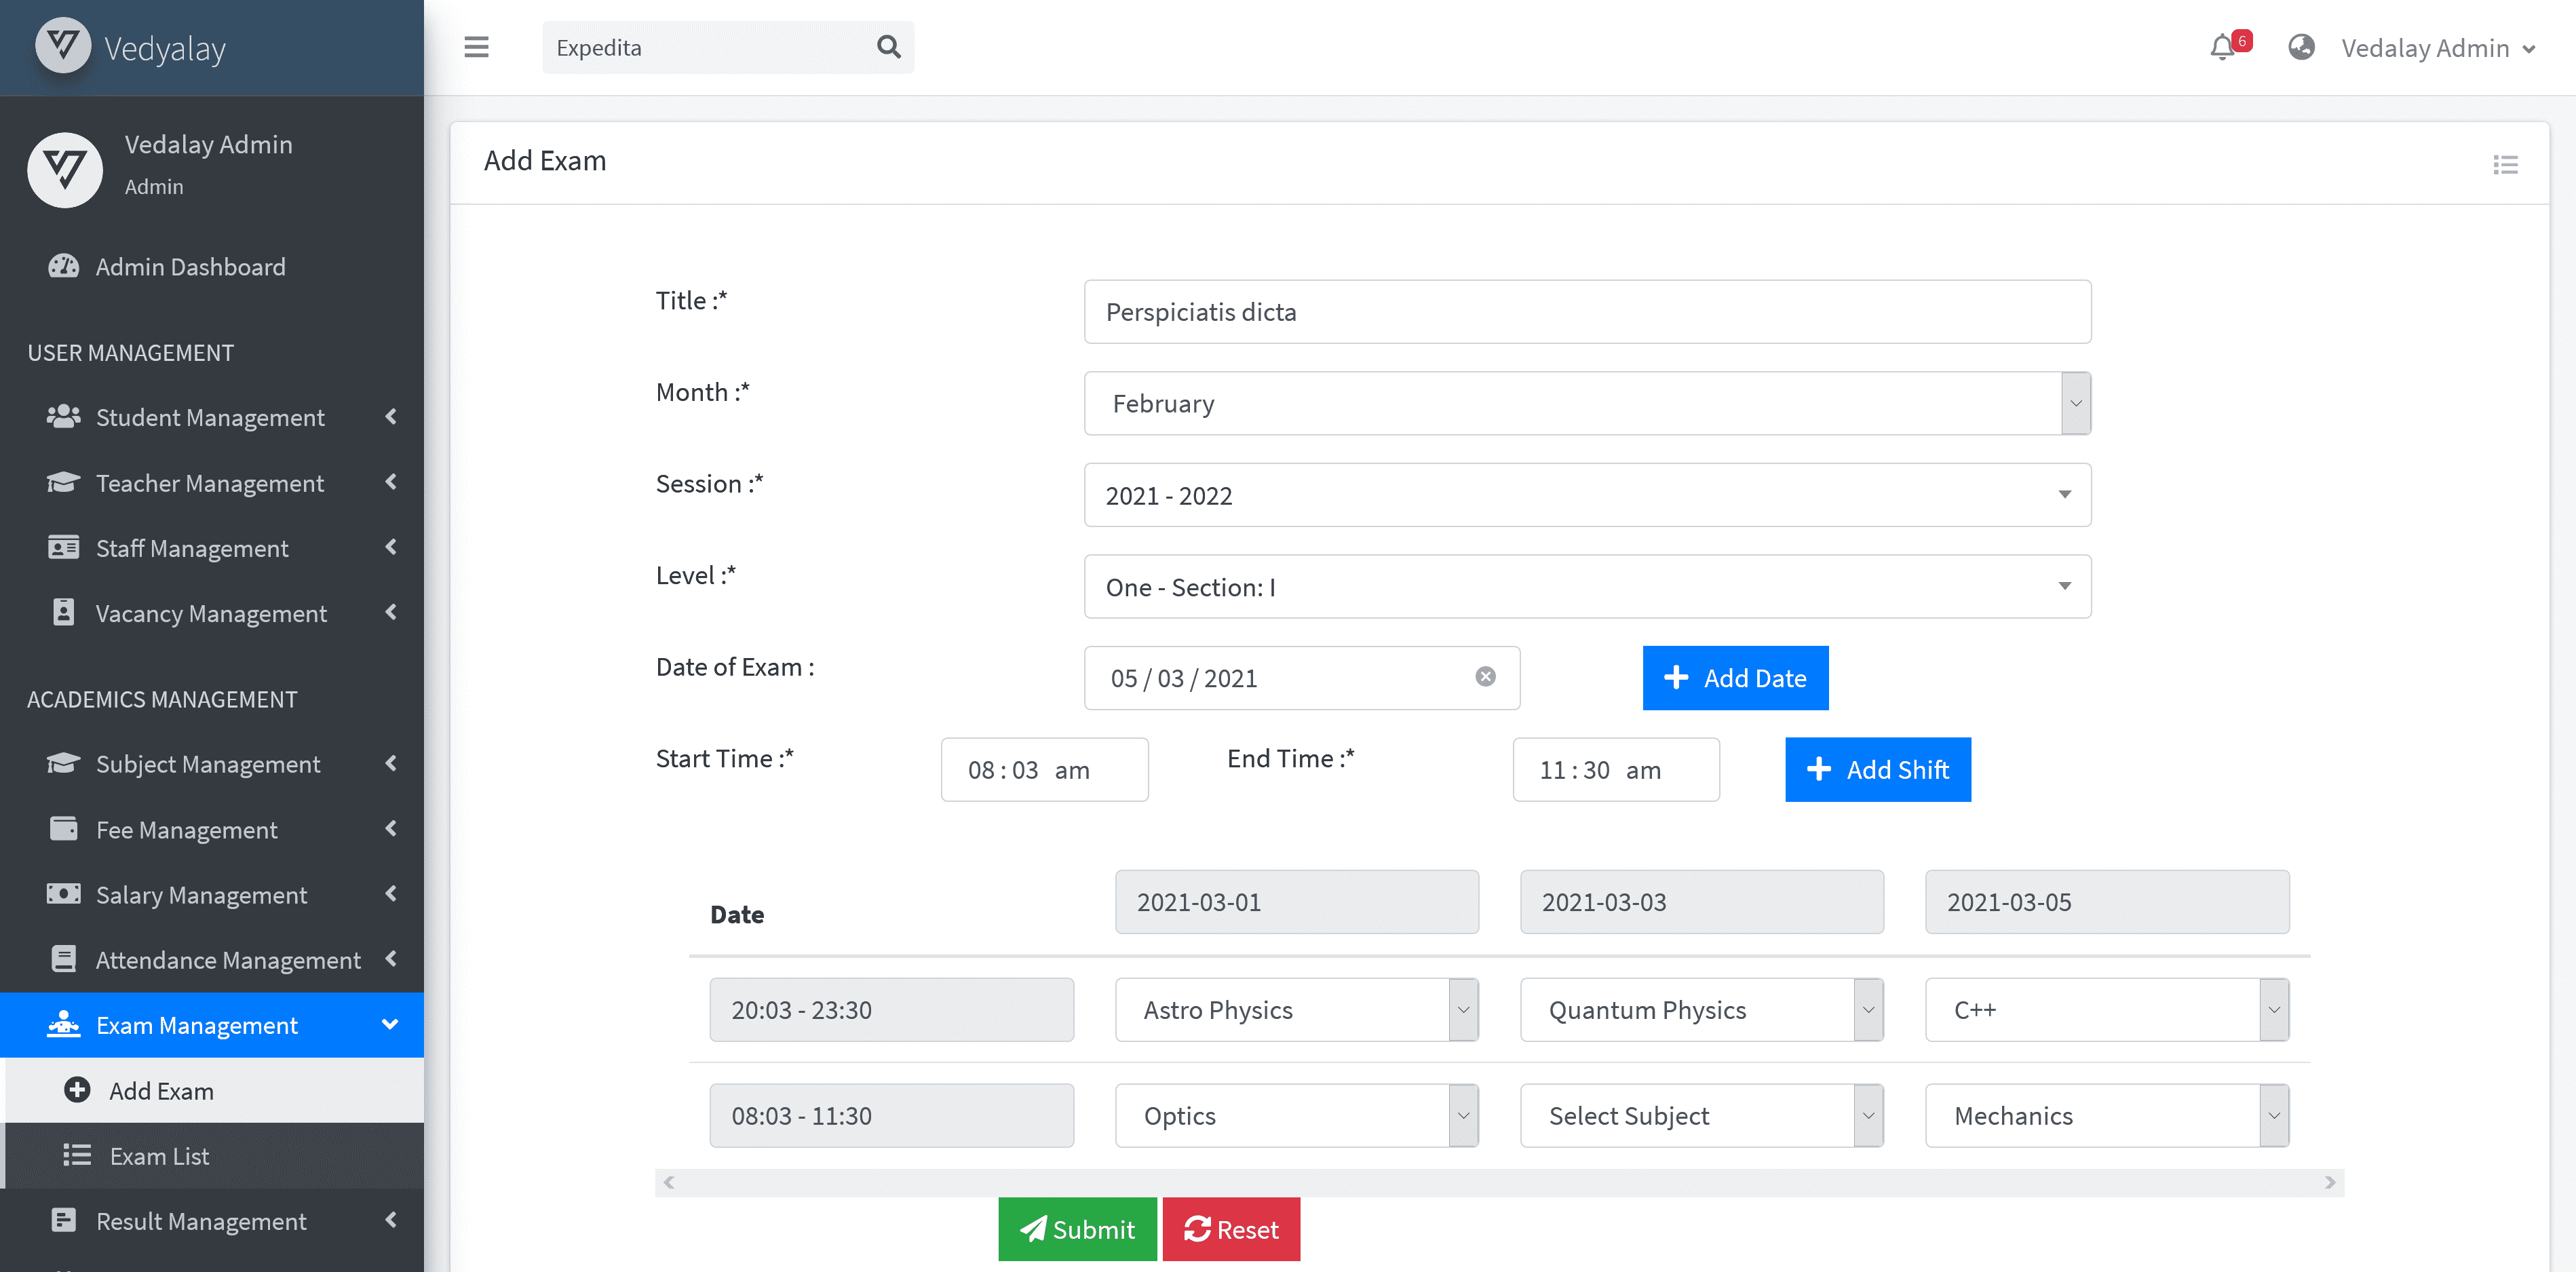 Vedyalay
Expedita
6
Vedalay Admin
Vedalay Admin
Admin
Admin Dashboard
USER MANAGEMENT
Student Management
Teacher Management
Staff Management
Vacancy Management
ACADEMICS MANAGEMENT
Subject Management
Fee Management
Salary Management
Attendance Management
Exam Management
Add Exam
Exam List
Result Management
Add Exam
Title :*
Perspiciatis dicta
Month :*
February
Session :*
2021 - 2022
Level :*
One - Section: I
Date of Exam :
05 / 03 / 2021
Add Date
Start Time :*
08 : 03 am
End Time :*
11 : 30 am
Add Shift
Date
2021-03-01
2021-03-03
2021-03-05
20:03 - 23:30
Astro Physics
Quantum Physics
C++
08:03 - 11:30
Optics
Select Subject
Mechanics
Submit
Reset